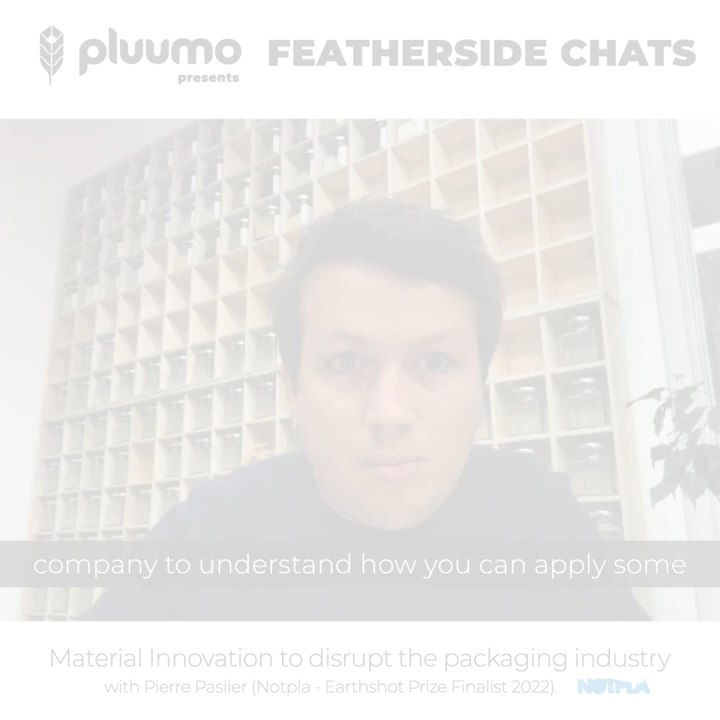 pluumo FEATHERSIDE CHATS
presents
company to understand how you can apply some
Material Innovation to disrupt the packaging industry
with Pierre Paslier (Notpla - Earthshot Prize Finalist 2022). NOTPLA